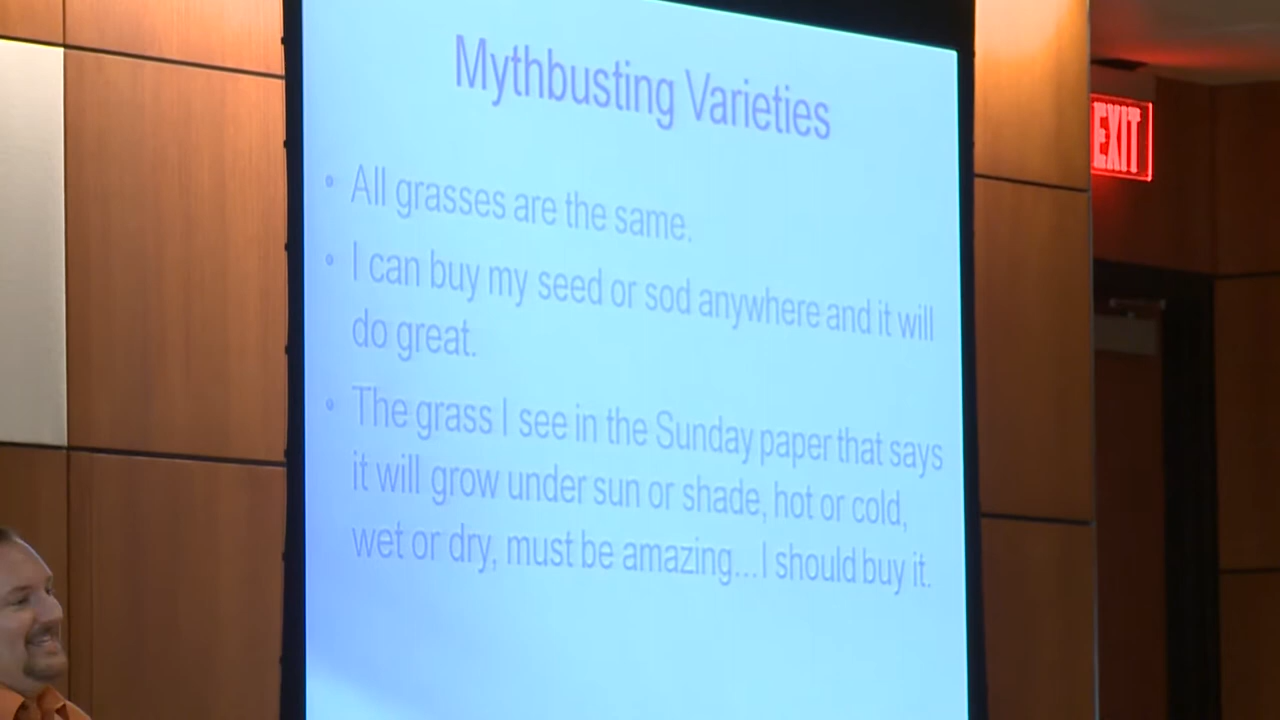 Mythbusting Varieties
• All grasses are the same.
• I can buy my seed or sod anywhere and it will
do great.
• The grass I see in the Sunday paper that says
it will grow under sun or shade, hot or cold,
wet or dry, must be amazing...I should buy it.
EXIT